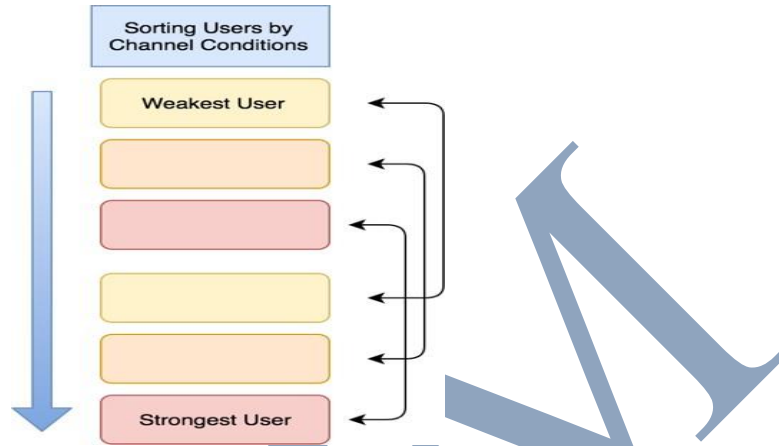 Sorting Users by
Channel Conditions
Weakest User
Strongest User
M